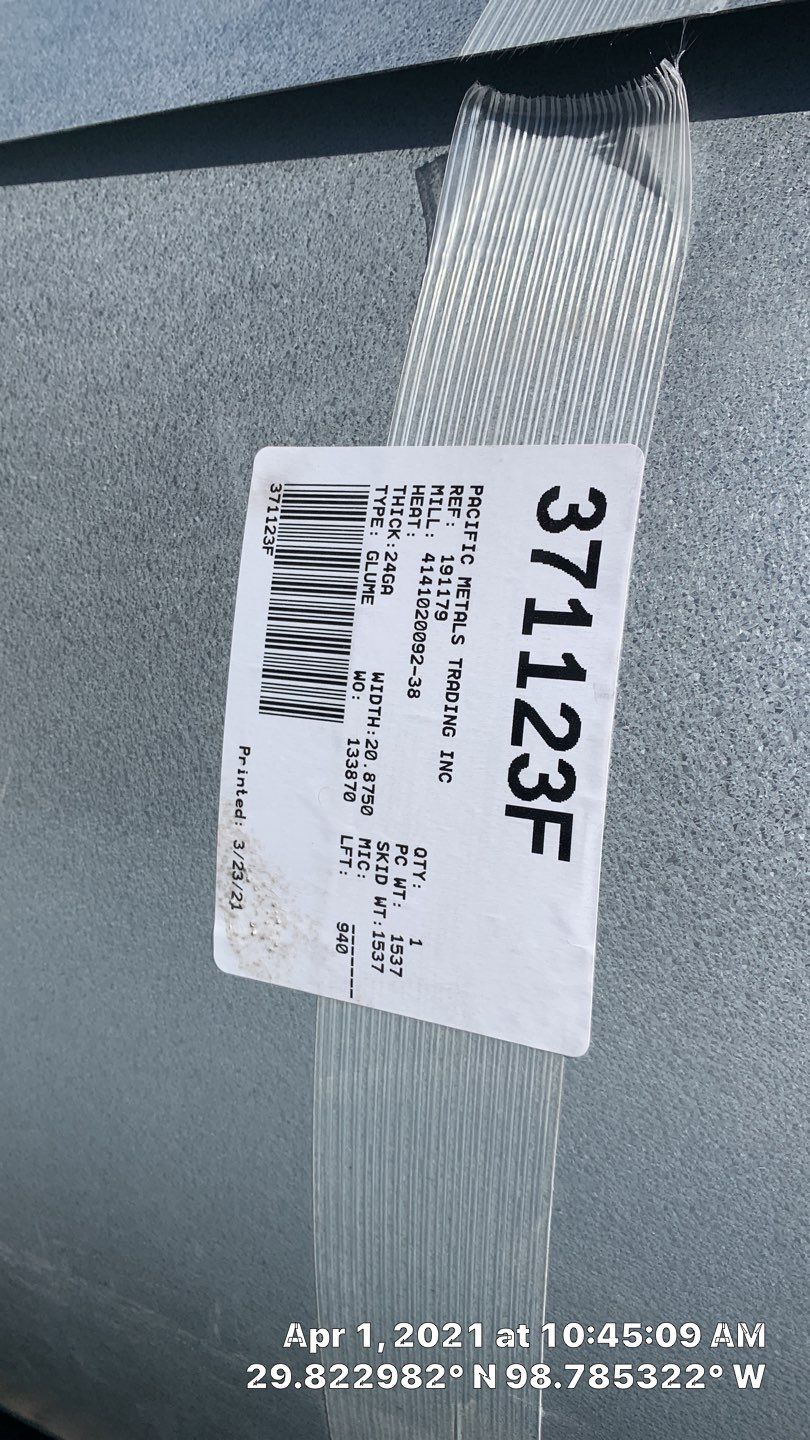 371123F
PACIFIC METALS TRADING INC
REF: 191179
MILL: 4141020092-38
HEAT:
THICK:24GA WIDTH:20.8750
TYPE: GLUME WO: 133870
QTY: 1
PC WT: 1537
SKID WT:1537
MIC: -------
LFT: 940
371123F
Printed: 3/23/21
Apr 1, 2021 at 10:45:09 AM
29.822982° N 98.785322° W